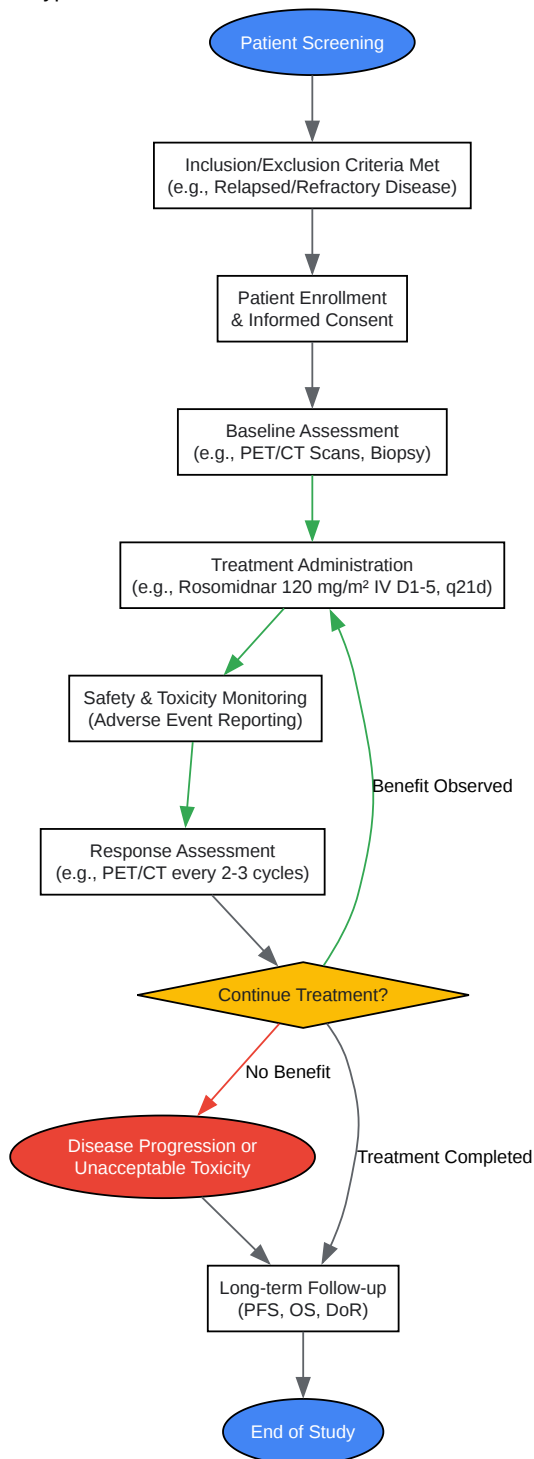 Patient Screening
Inclusion/Exclusion Criteria Met
(e.g., Relapsed/Refractory Disease)
Patient Enrollment
& Informed Consent
Baseline Assessment
(e.g., PET/CT Scans, Biopsy)
Treatment Administration
(e.g., Rosomidnar 120 mg/m² IV D1-5, q21d)
Safety & Toxicity Monitoring
(Adverse Event Reporting)
Benefit Observed
Response Assessment
(e.g., PET/CT every 2-3 cycles)
Continue Treatment?
No Benefit
Disease Progression or
Unacceptable Toxicity
Treatment Completed
Long-term Follow-up
(PFS, OS, DoR)
End of Study